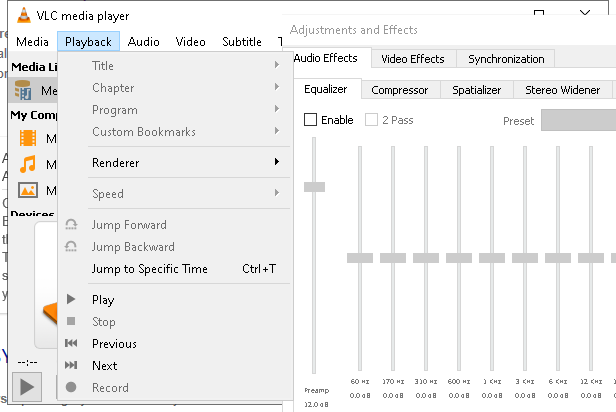 VLC media player
Adjustments and Effects
Media Playback Audio Video Subtitle T
Audio Effects Video Effects Synchronization
Media Li
Me
Equalizer Compressor Spatializer Stereo Widener
My Comp
M
M
M
Devices
Enable 2 Pass Preset
Title
Chapter
Program
Custom Bookmarks
Renderer
Speed
Jump Forward
Jump Backward
Jump to Specific Time Ctrl+T
Play
Stop
Previous
Next
Record
--:--
60 Hz 170 Hz 310 Hz 600 Hz 1 KHz 3 KHz 6 KHz 12 KHz
Preamp 0.0 dB 0.0 dB 0.0 dB 0.0 dB 0.0 dB 0.0 dB 0.0 dB 0.0 dB
12.0 dB